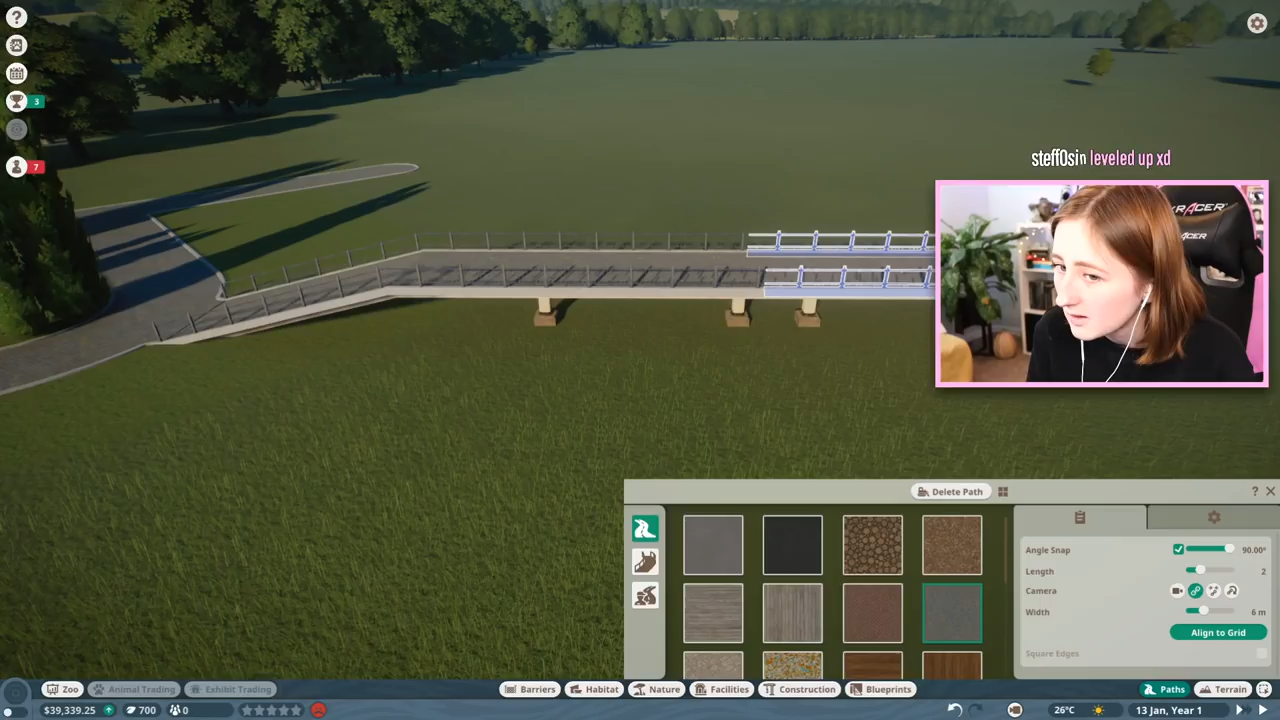 ?
3
7
steff0sin leveled up xd
XRACER
ACER
Delete Path
? ×
Angle Snap 90.00°
Length 2
Camera
Width 6 m
Align to Grid
Square Edges
Zoo Animal Trading Exhibit Trading Barriers Habitat Nature Facilities Construction Blueprints Paths Terrain
$39,339.25 700 0 26°C 13 Jan, Year 1